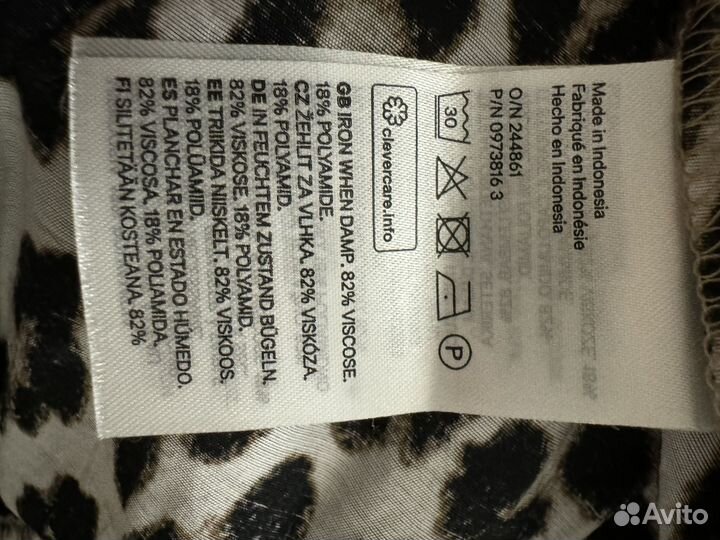 Made in Indonesia
Fabriqué en Indonésie
Hecho en Indonesia
O/N 244861
P/N 0973816 3
30
P
clevercare.info
GB IRON WHEN DAMP. 82% VISCOSE.
18% POLYAMIDE.
CZ ŽEHLIT ZA VLHKA. 82% VISKÓZA.
18% POLYAMID.
DE IN FEUCHTEM ZUSTAND BÜGELN.
82% VISKOSE. 18% POLYAMID.
EE TRIIKIDA NIISKELT. 82% VISKOOS.
18% POLÜAMIID.
ES PLANCHAR EN ESTADO HÚMEDO.
82% VISCOSA. 18% POLIAMIDA.
FI SILITETÄÄN KOSTEANA. 82%
Avito